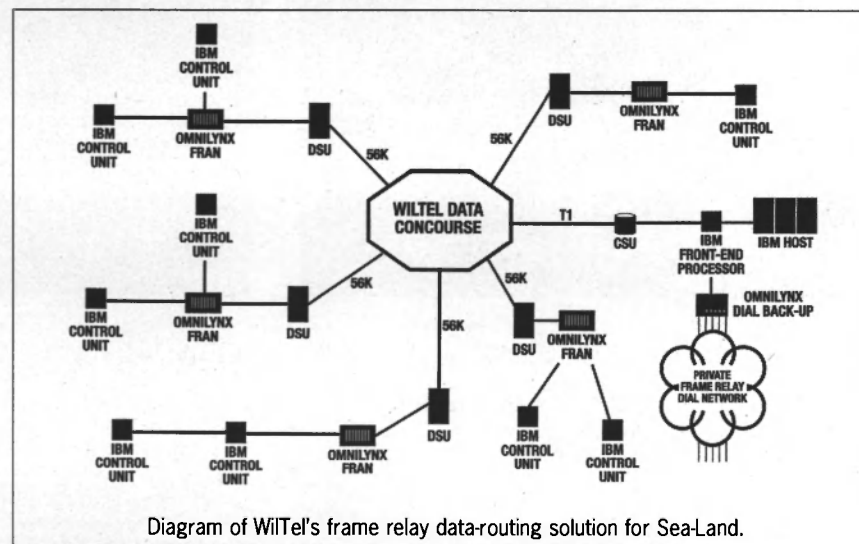 IBM
CONTROL
UNIT
IBM
CONTROL
UNIT
OMNILYNX
FRAN
DSU
56K
DSU
OMNILYNX
FRAN
IBM
CONTROL
UNIT
56K
WILTEL DATA
CONCOURSE
T1
CSU
IBM
FRONT-END
PROCESSOR
IBM HOST
OMNILYNX
DIAL BACK-UP
PRIVATE
FRAME RELAY
DIAL NETWORK
IBM
CONTROL
UNIT
IBM
CONTROL
UNIT
OMNILYNX
FRAN
DSU
56K
56K
DSU
IBM
CONTROL
UNIT
IBM
CONTROL
UNIT
OMNILYNX
FRAN
56K
DSU
OMNILYNX
FRAN
IBM
CONTROL
UNIT
IBM
CONTROL
UNIT
Diagram of WilTel's frame relay data-routing solution for Sea-Land.